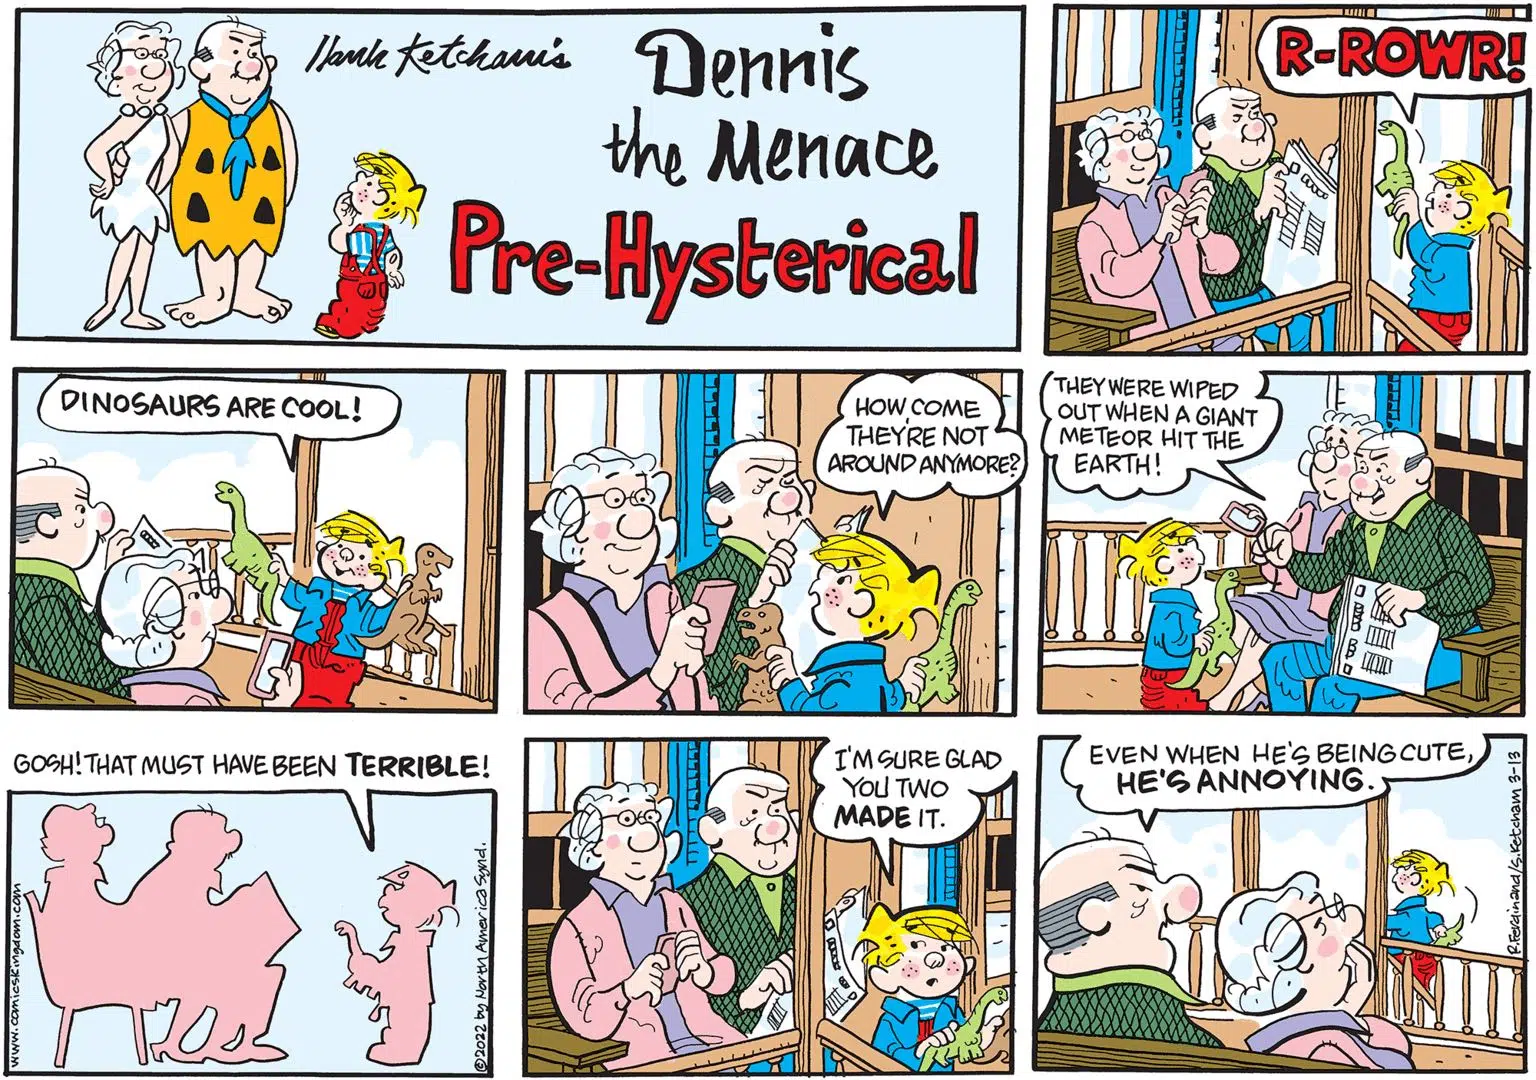 Hank Ketcham's
Dennis
the Menace
Pre-Hysterical
R-ROWR!
DINOSAURS ARE COOL!
HOW COME
THEY'RE NOT
AROUND ANYMORE?
THEY WERE WIPED
OUT WHEN A GIANT
METEOR HIT THE
EARTH!
GOSH! THAT MUST HAVE BEEN TERRIBLE!
www.comicskingdom.com
©2022 by North America Synd.
I'M SURE GLAD
YOU TWO
MADE IT.
EVEN WHEN HE'S BEING CUTE,
HE'S ANNOYING.
R.Ferdinand/S.Ketcham 3-13